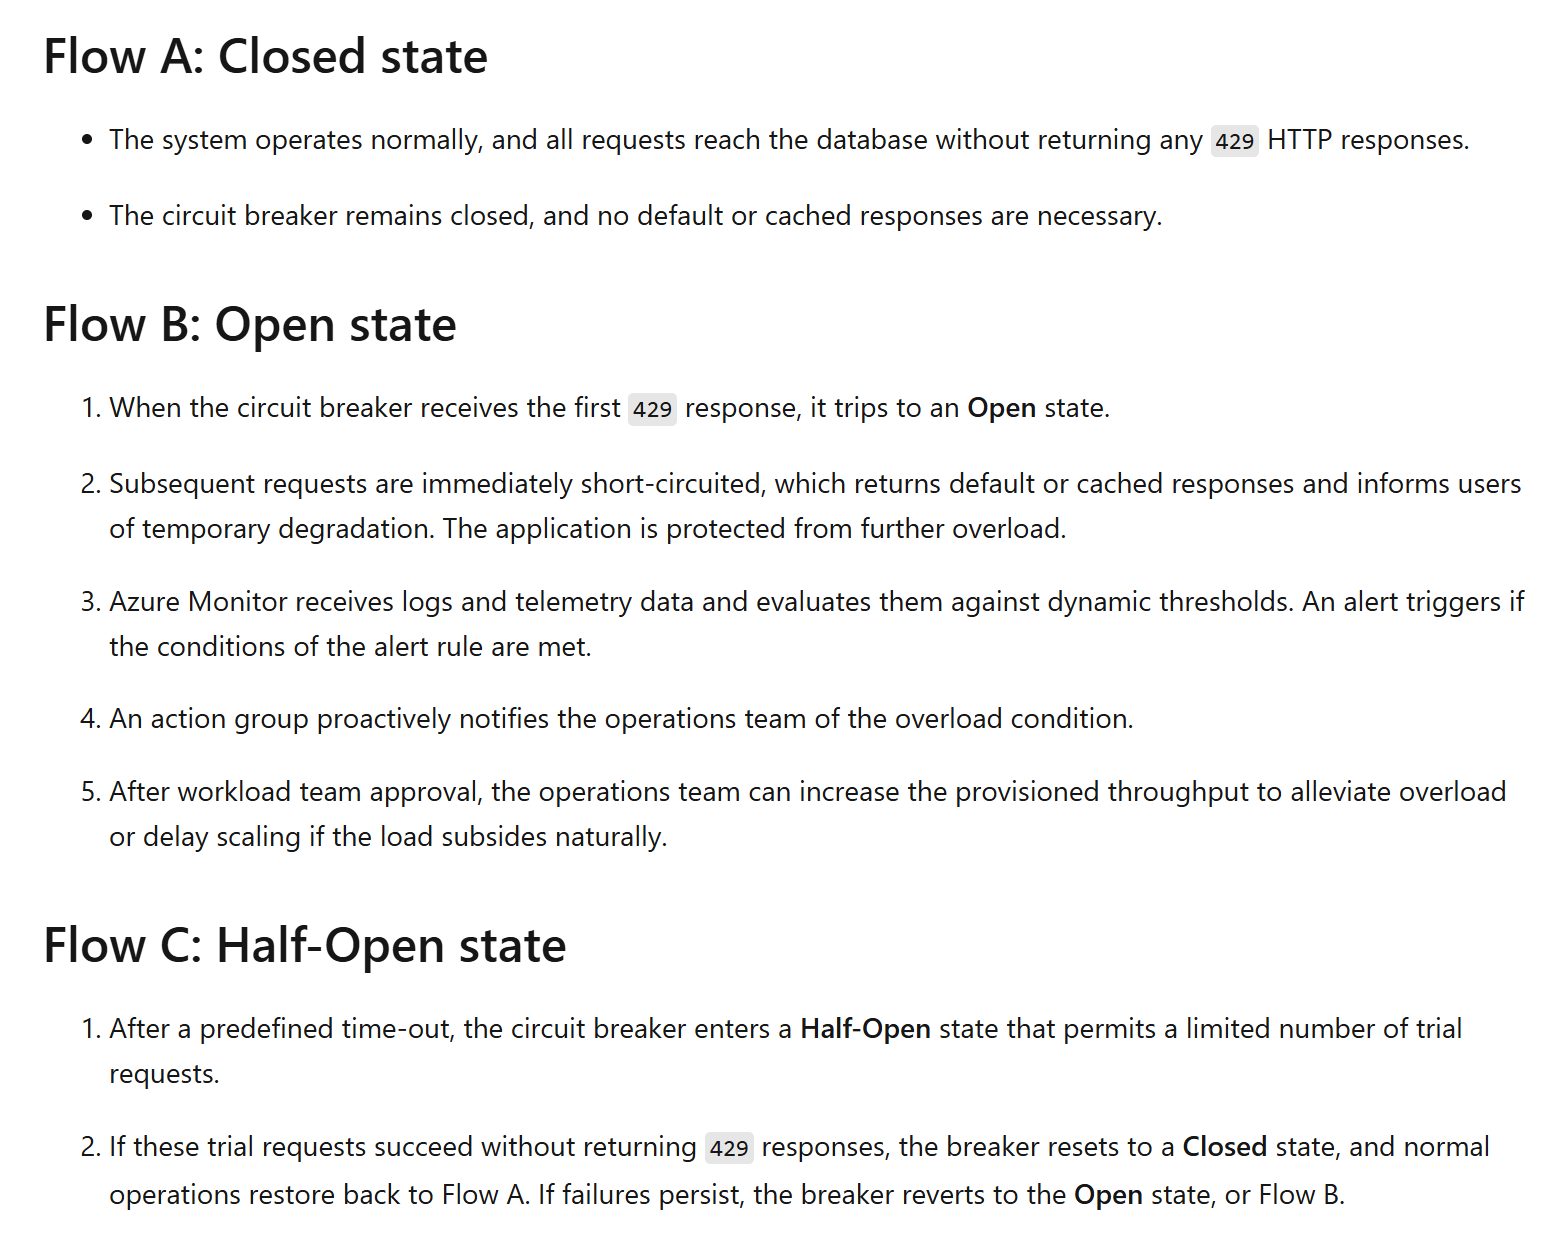 Flow A: Closed state
• The system operates normally, and all requests reach the database without returning any 429 HTTP responses.
• The circuit breaker remains closed, and no default or cached responses are necessary.
Flow B: Open state
1. When the circuit breaker receives the first 429 response, it trips to an Open state.
2. Subsequent requests are immediately short-circuited, which returns default or cached responses and informs users
of temporary degradation. The application is protected from further overload.
3. Azure Monitor receives logs and telemetry data and evaluates them against dynamic thresholds. An alert triggers if
the conditions of the alert rule are met.
4. An action group proactively notifies the operations team of the overload condition.
5. After workload team approval, the operations team can increase the provisioned throughput to alleviate overload
or delay scaling if the load subsides naturally.
Flow C: Half-Open state
1. After a predefined time-out, the circuit breaker enters a Half-Open state that permits a limited number of trial
requests.
2. If these trial requests succeed without returning 429 responses, the breaker resets to a Closed state, and normal
operations restore back to Flow A. If failures persist, the breaker reverts to the Open state, or Flow B.